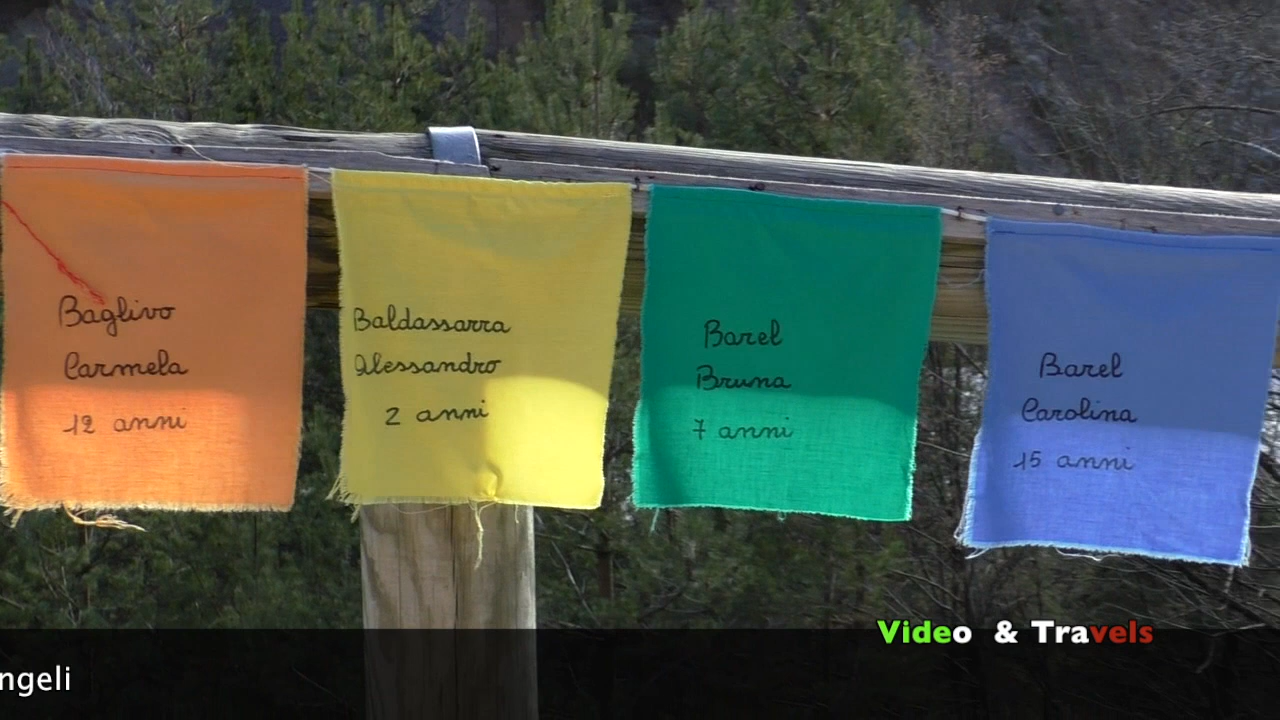 Baglivo
Carmela
12 anni
Baldassarra
Alessandro
2 anni
Barel
Bruna
7 anni
Barel
Carolina
15 anni
Video & Travels
ngeli